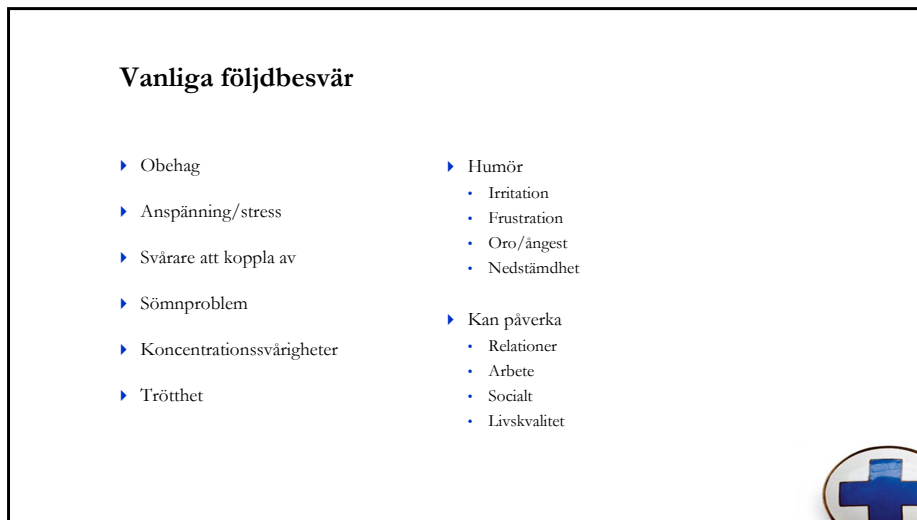 Vanliga följdbesvär
Obehag
Anspänning/stress
Svårare att koppla av
Sömnproblem
Koncentrationssvårigheter
Trötthet
Humör
Irritation
Frustration
Oro/ångest
Nedstämdhet
Kan påverka
Relationer
Arbete
Socialt
Livskvalitet